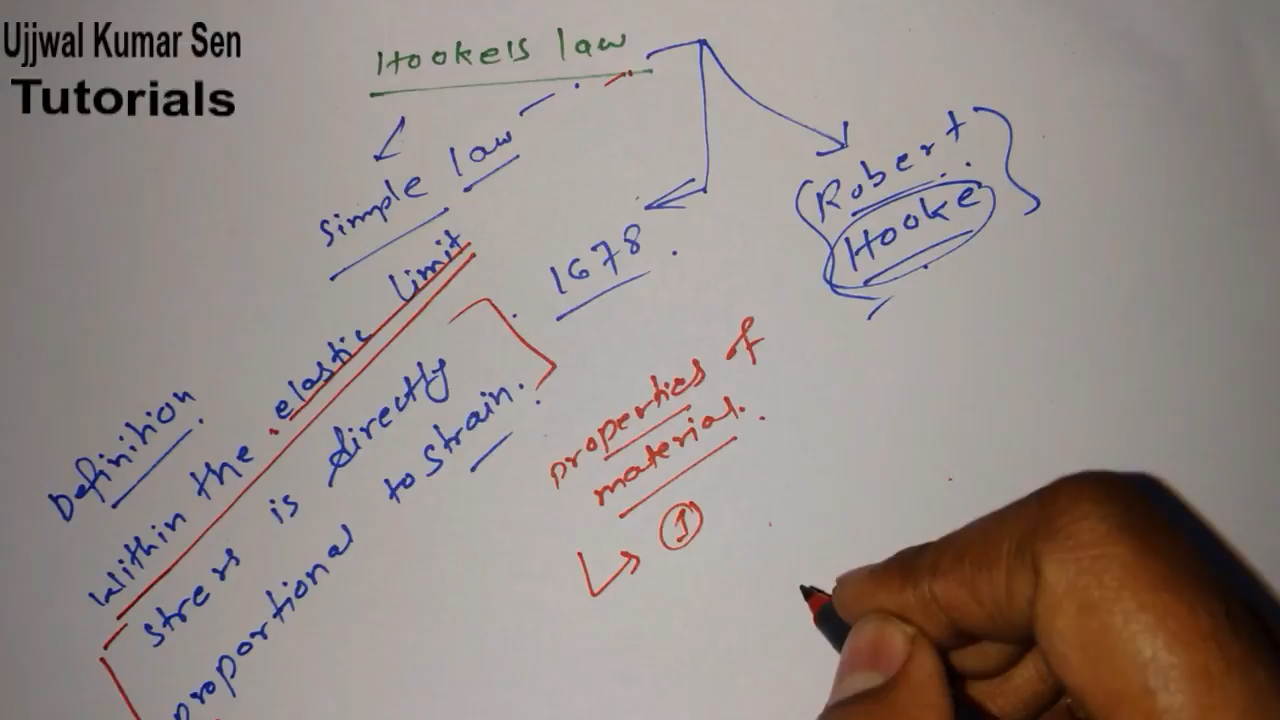 Ujjwal Kumar Sen
Tutorials
Hooke's law
Simple law
1678.
(Robert
Hooke
Definition
Within the elastic limit
stress is directly
proportional to strain.
properties of
material.
①